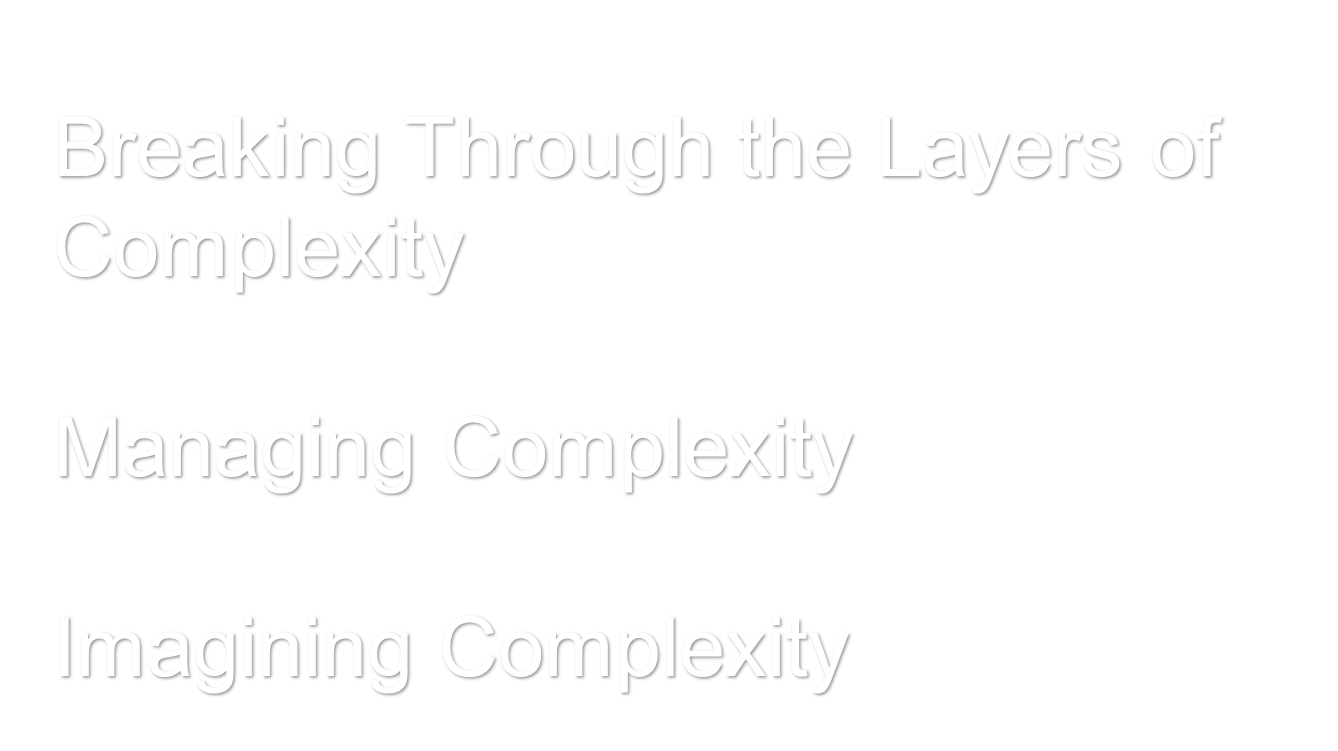 Breaking Through the Layers of
Complexity
Managing Complexity
Imagining Complexity